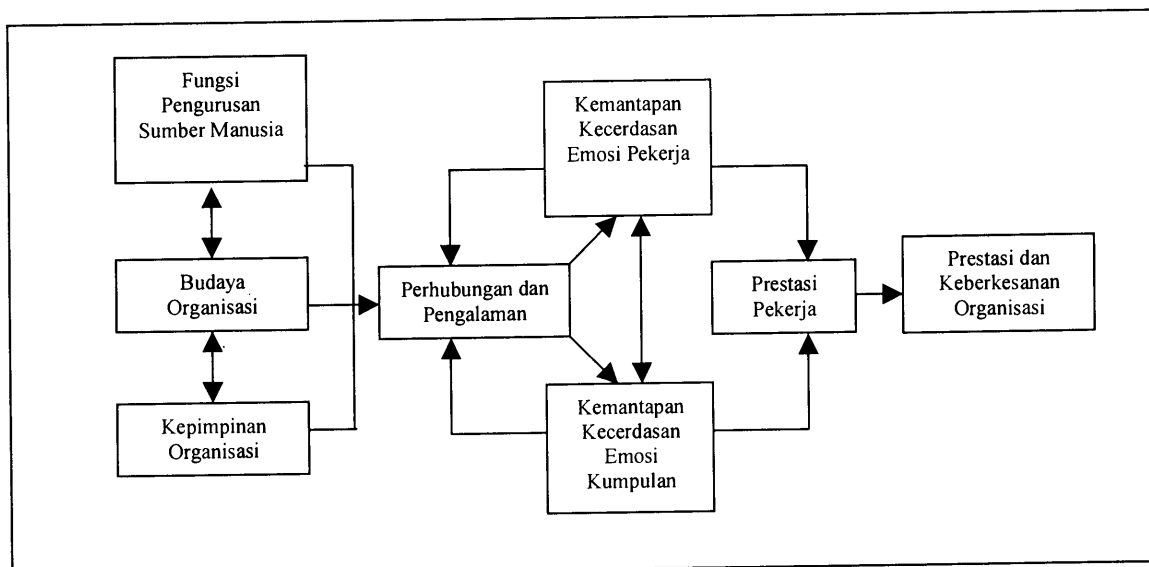 Fungsi
Pengurusan
Sumber Manusia
Budaya
Organisasi
Kepimpinan
Organisasi
Perhubungan dan
Pengalaman
Kemantapan
Kecerdasan
Emosi Pekerja
Kemantapan
Kecerdasan
Emosi
Kumpulan
Prestasi
Pekerja
Prestasi dan
Keberkesanan
Organisasi